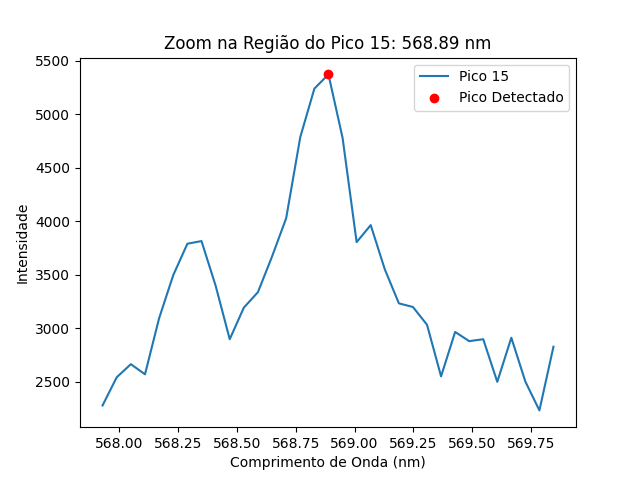 Zoom na Região do Pico 15: 568.89 nm
Pico 15
Pico Detectado
Intensidade
5500
5000
4500
4000
3500
3000
2500
568.00 568.25 568.50 568.75 569.00 569.25 569.50 569.75
Comprimento de Onda (nm)